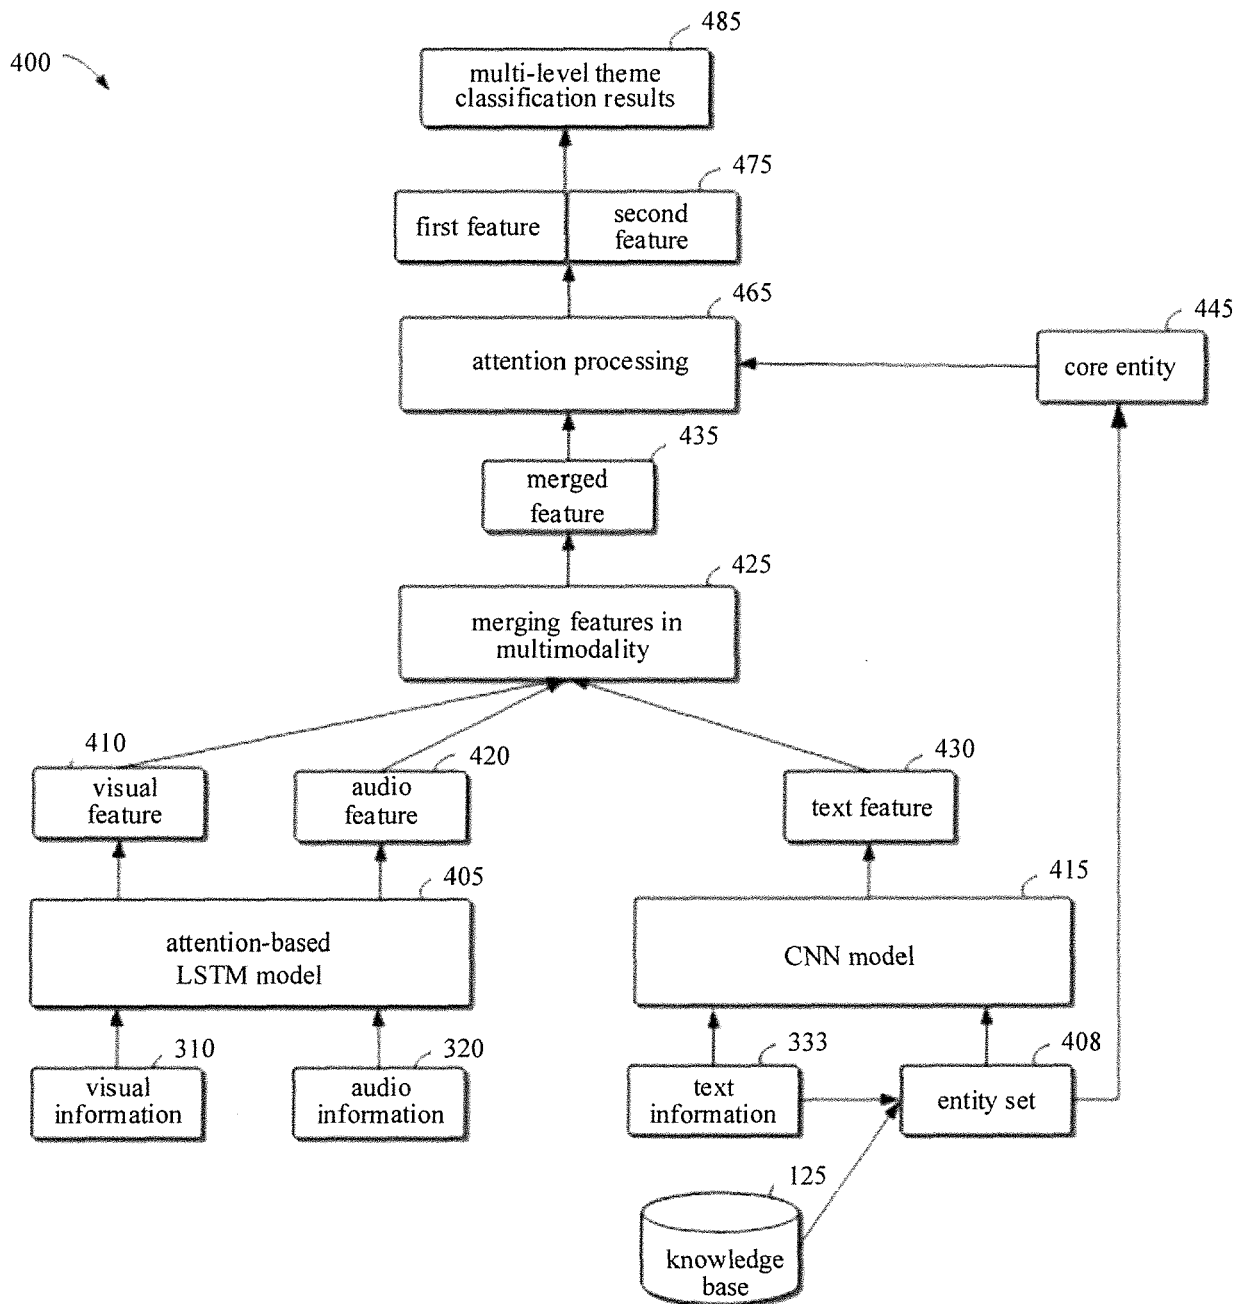 400
485
multi-level theme
classification results
475
first feature
second
feature
465
attention processing
445
core entity
435
merged
feature
425
merging features in
multimodality
410
visual
feature
420
audio
feature
430
text feature
405
attention-based
LSTM model
415
CNN model
310
visual
information
320
audio
information
333
text
information
408
entity set
125
knowledge
base